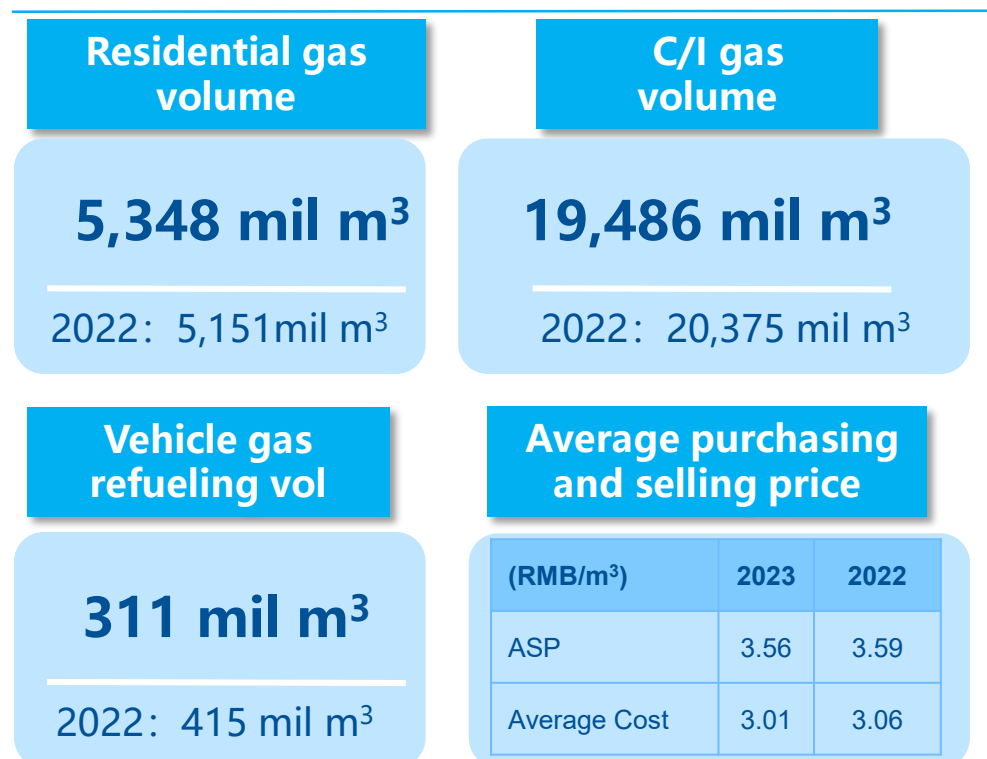 Residential gas
volume
5,348 mil m³
2022：5,151mil m³
C/I gas
volume
19,486 mil m³
2022：20,375 mil m³
Vehicle gas
refueling vol
311 mil m³
2022：415 mil m³
Average purchasing
and selling price
(RMB/m³) 2023 2022
ASP 3.56 3.59
Average Cost 3.01 3.06